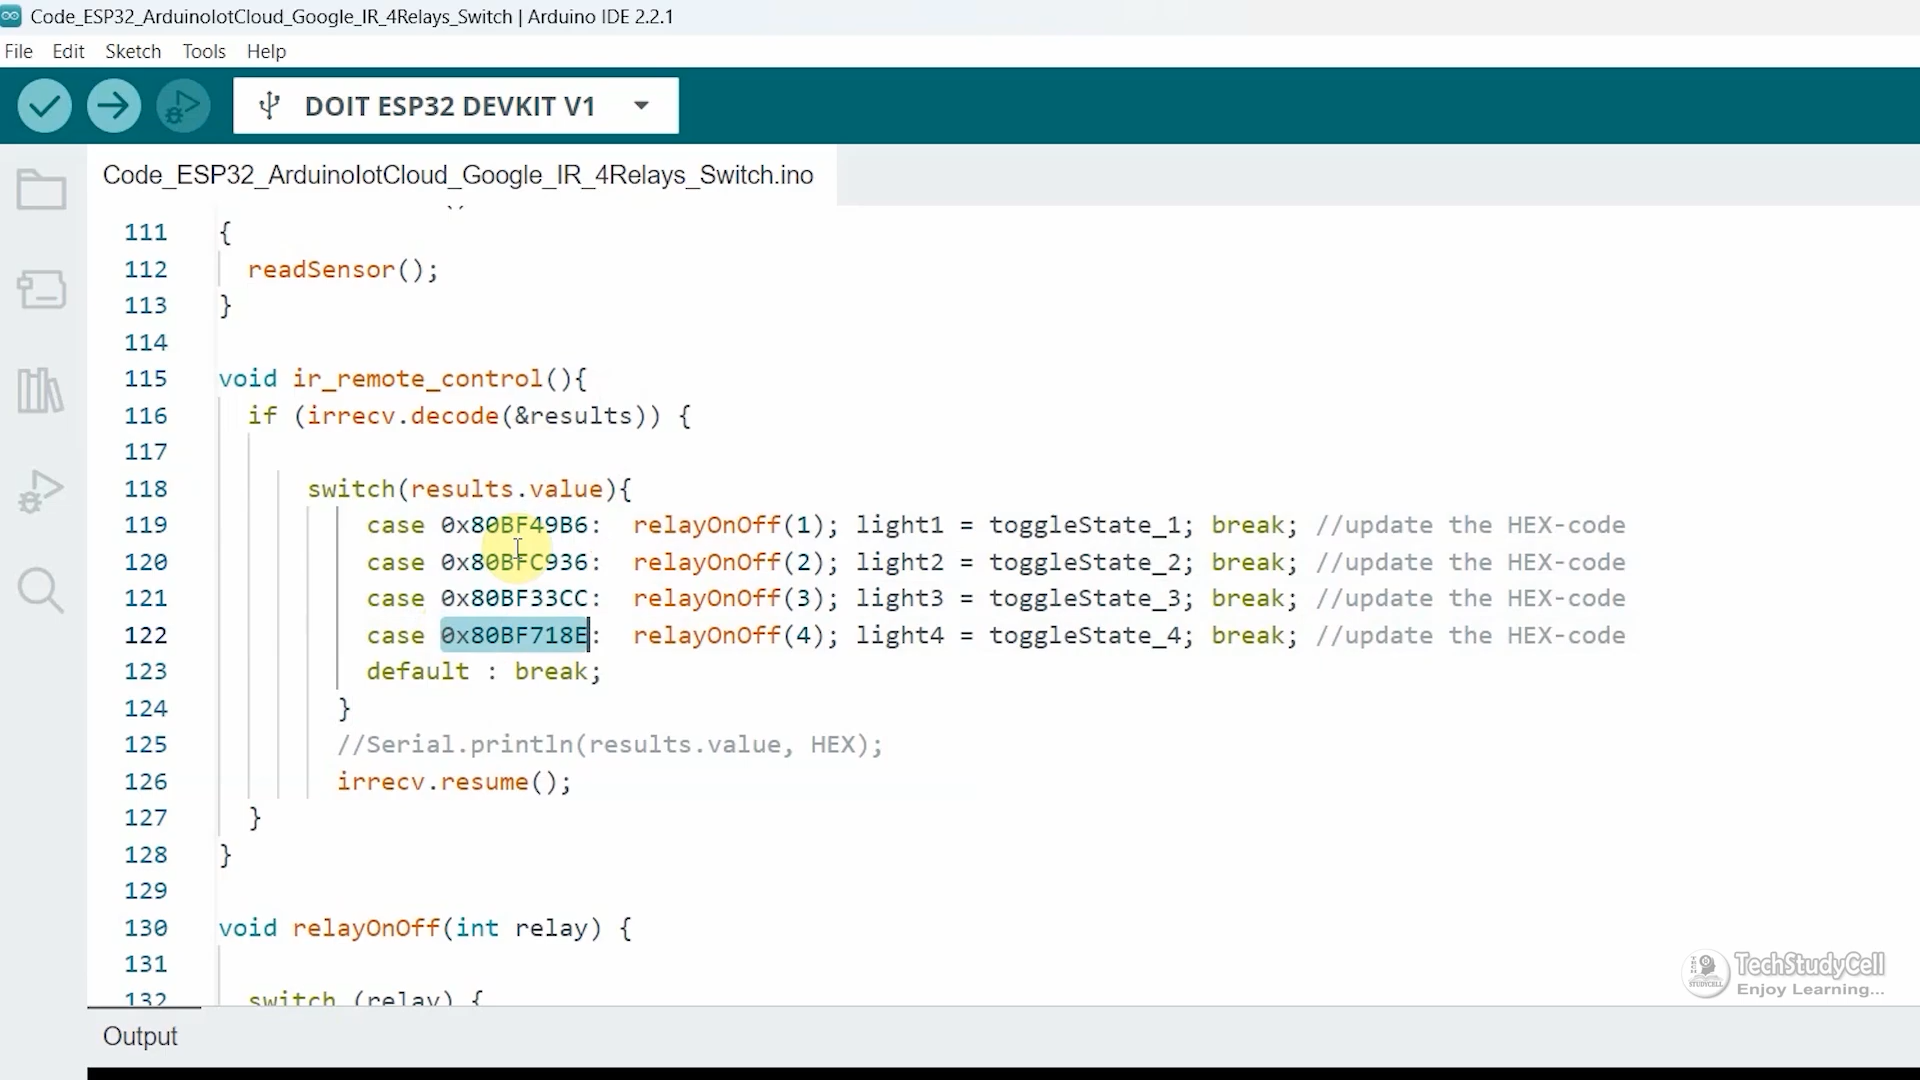 Code_ESP32_ArduinoIotCloud_Google_IR_4Relays_Switch | Arduino IDE 2.2.1
File Edit Sketch Tools Help
DOIT ESP32 DEVKIT V1
Code_ESP32_ArduinoIotCloud_Google_IR_4Relays_Switch.ino
111 {
112 readSensor();
113 }
114
115 void ir_remote_control(){
116 if (irrecv.decode(&results)) {
117
118 switch(results.value){
119 case 0x80BF49B6: relayOnOff(1); light1 = toggleState_1; break; //update the HEX-code
120 case 0x80BFC936: relayOnOff(2); light2 = toggleState_2; break; //update the HEX-code
121 case 0x80BF33CC: relayOnOff(3); light3 = toggleState_3; break; //update the HEX-code
122 case 0x80BF718E: relayOnOff(4); light4 = toggleState_4; break; //update the HEX-code
123 default : break;
124 }
125 //Serial.println(results.value, HEX);
126 irrecv.resume();
127 }
128 }
129
130 void relayOnOff(int relay) {
131
132 switch (relay) {
TechStudyCell
Enjoy Learning...
Output